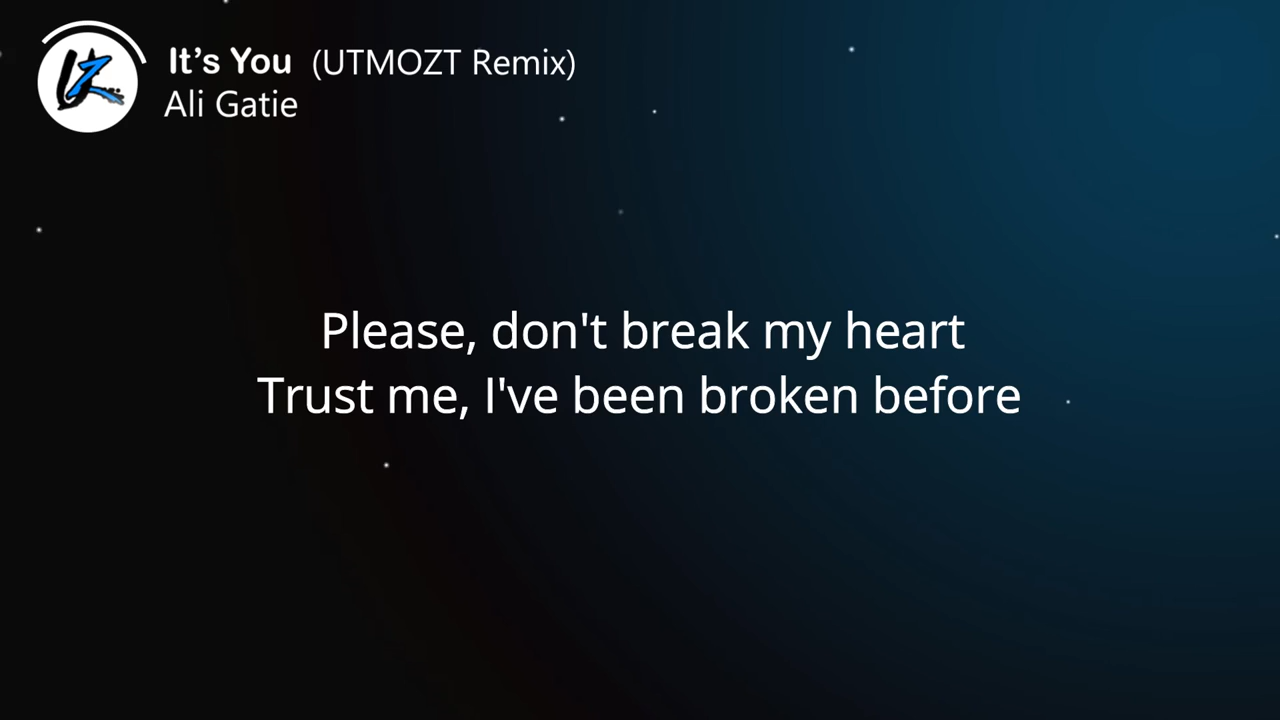 It's You (UTMOZT Remix)
Ali Gatie
Please, don't break my heart
Trust me, I've been broken before